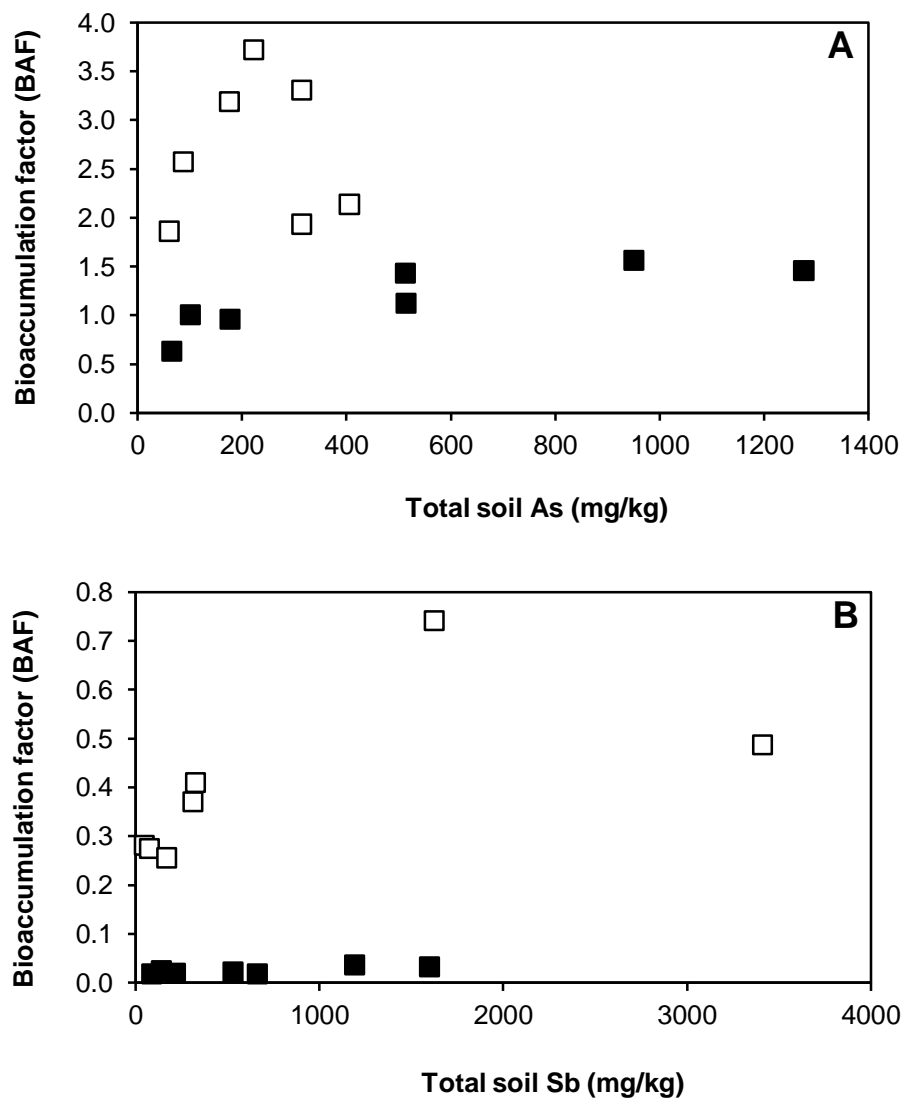 A
Bioaccumulation factor (BAF)
4.0
3.5
3.0
2.5
2.0
1.5
1.0
0.5
0.0
0 200 400 600 800 1000 1200 1400
Total soil As (mg/kg)
B
Bioaccumulation factor (BAF)
0.8
0.7
0.6
0.5
0.4
0.3
0.2
0.1
0.0
0 1000 2000 3000 4000
Total soil Sb (mg/kg)